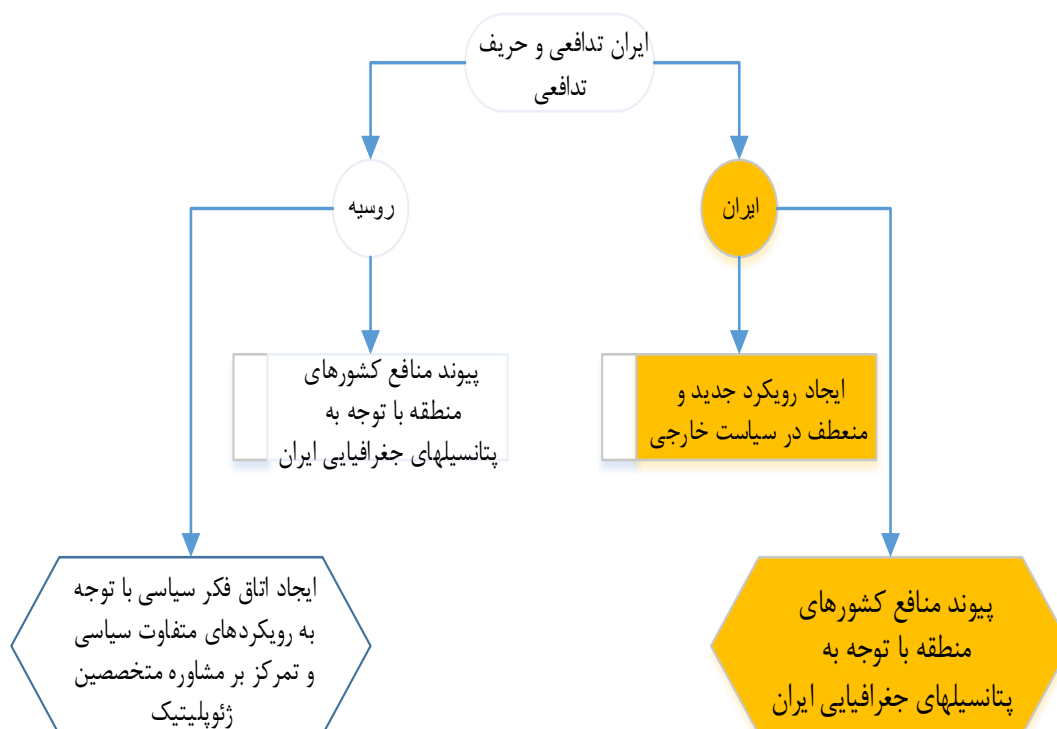 ایران تدافعی و حریف
تدافعی
ایران
روسیه
ایجاد رویکرد جدید و
منعطف در سیاست خارجی
پیوند منافع کشورهای
منطقه با توجه به
پتانسیلهای جغرافیایی ایران
پیوند منافع کشورهای
منطقه با توجه به
پتانسیلهای جغرافیایی ایران
ایجاد اتاق فکر سیاسی با توجه
به رویکردهای متفاوت سیاسی
و تمرکز بر مشاوره متخصصین
ژئوپلیتیک